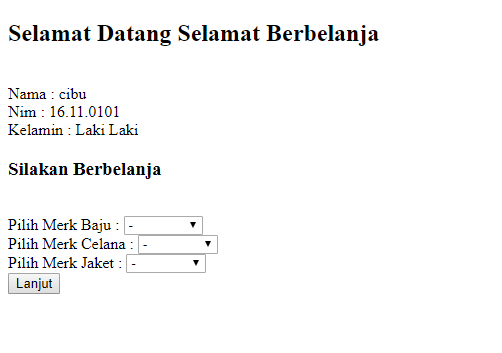 Selamat Datang Selamat Berbelanja
Nama : cibu
Nim : 16.11.0101
Kelamin : Laki Laki
Silakan Berbelanja
Pilih Merk Baju : -
Pilih Merk Celana : -
Pilih Merk Jaket : -
Lanjut